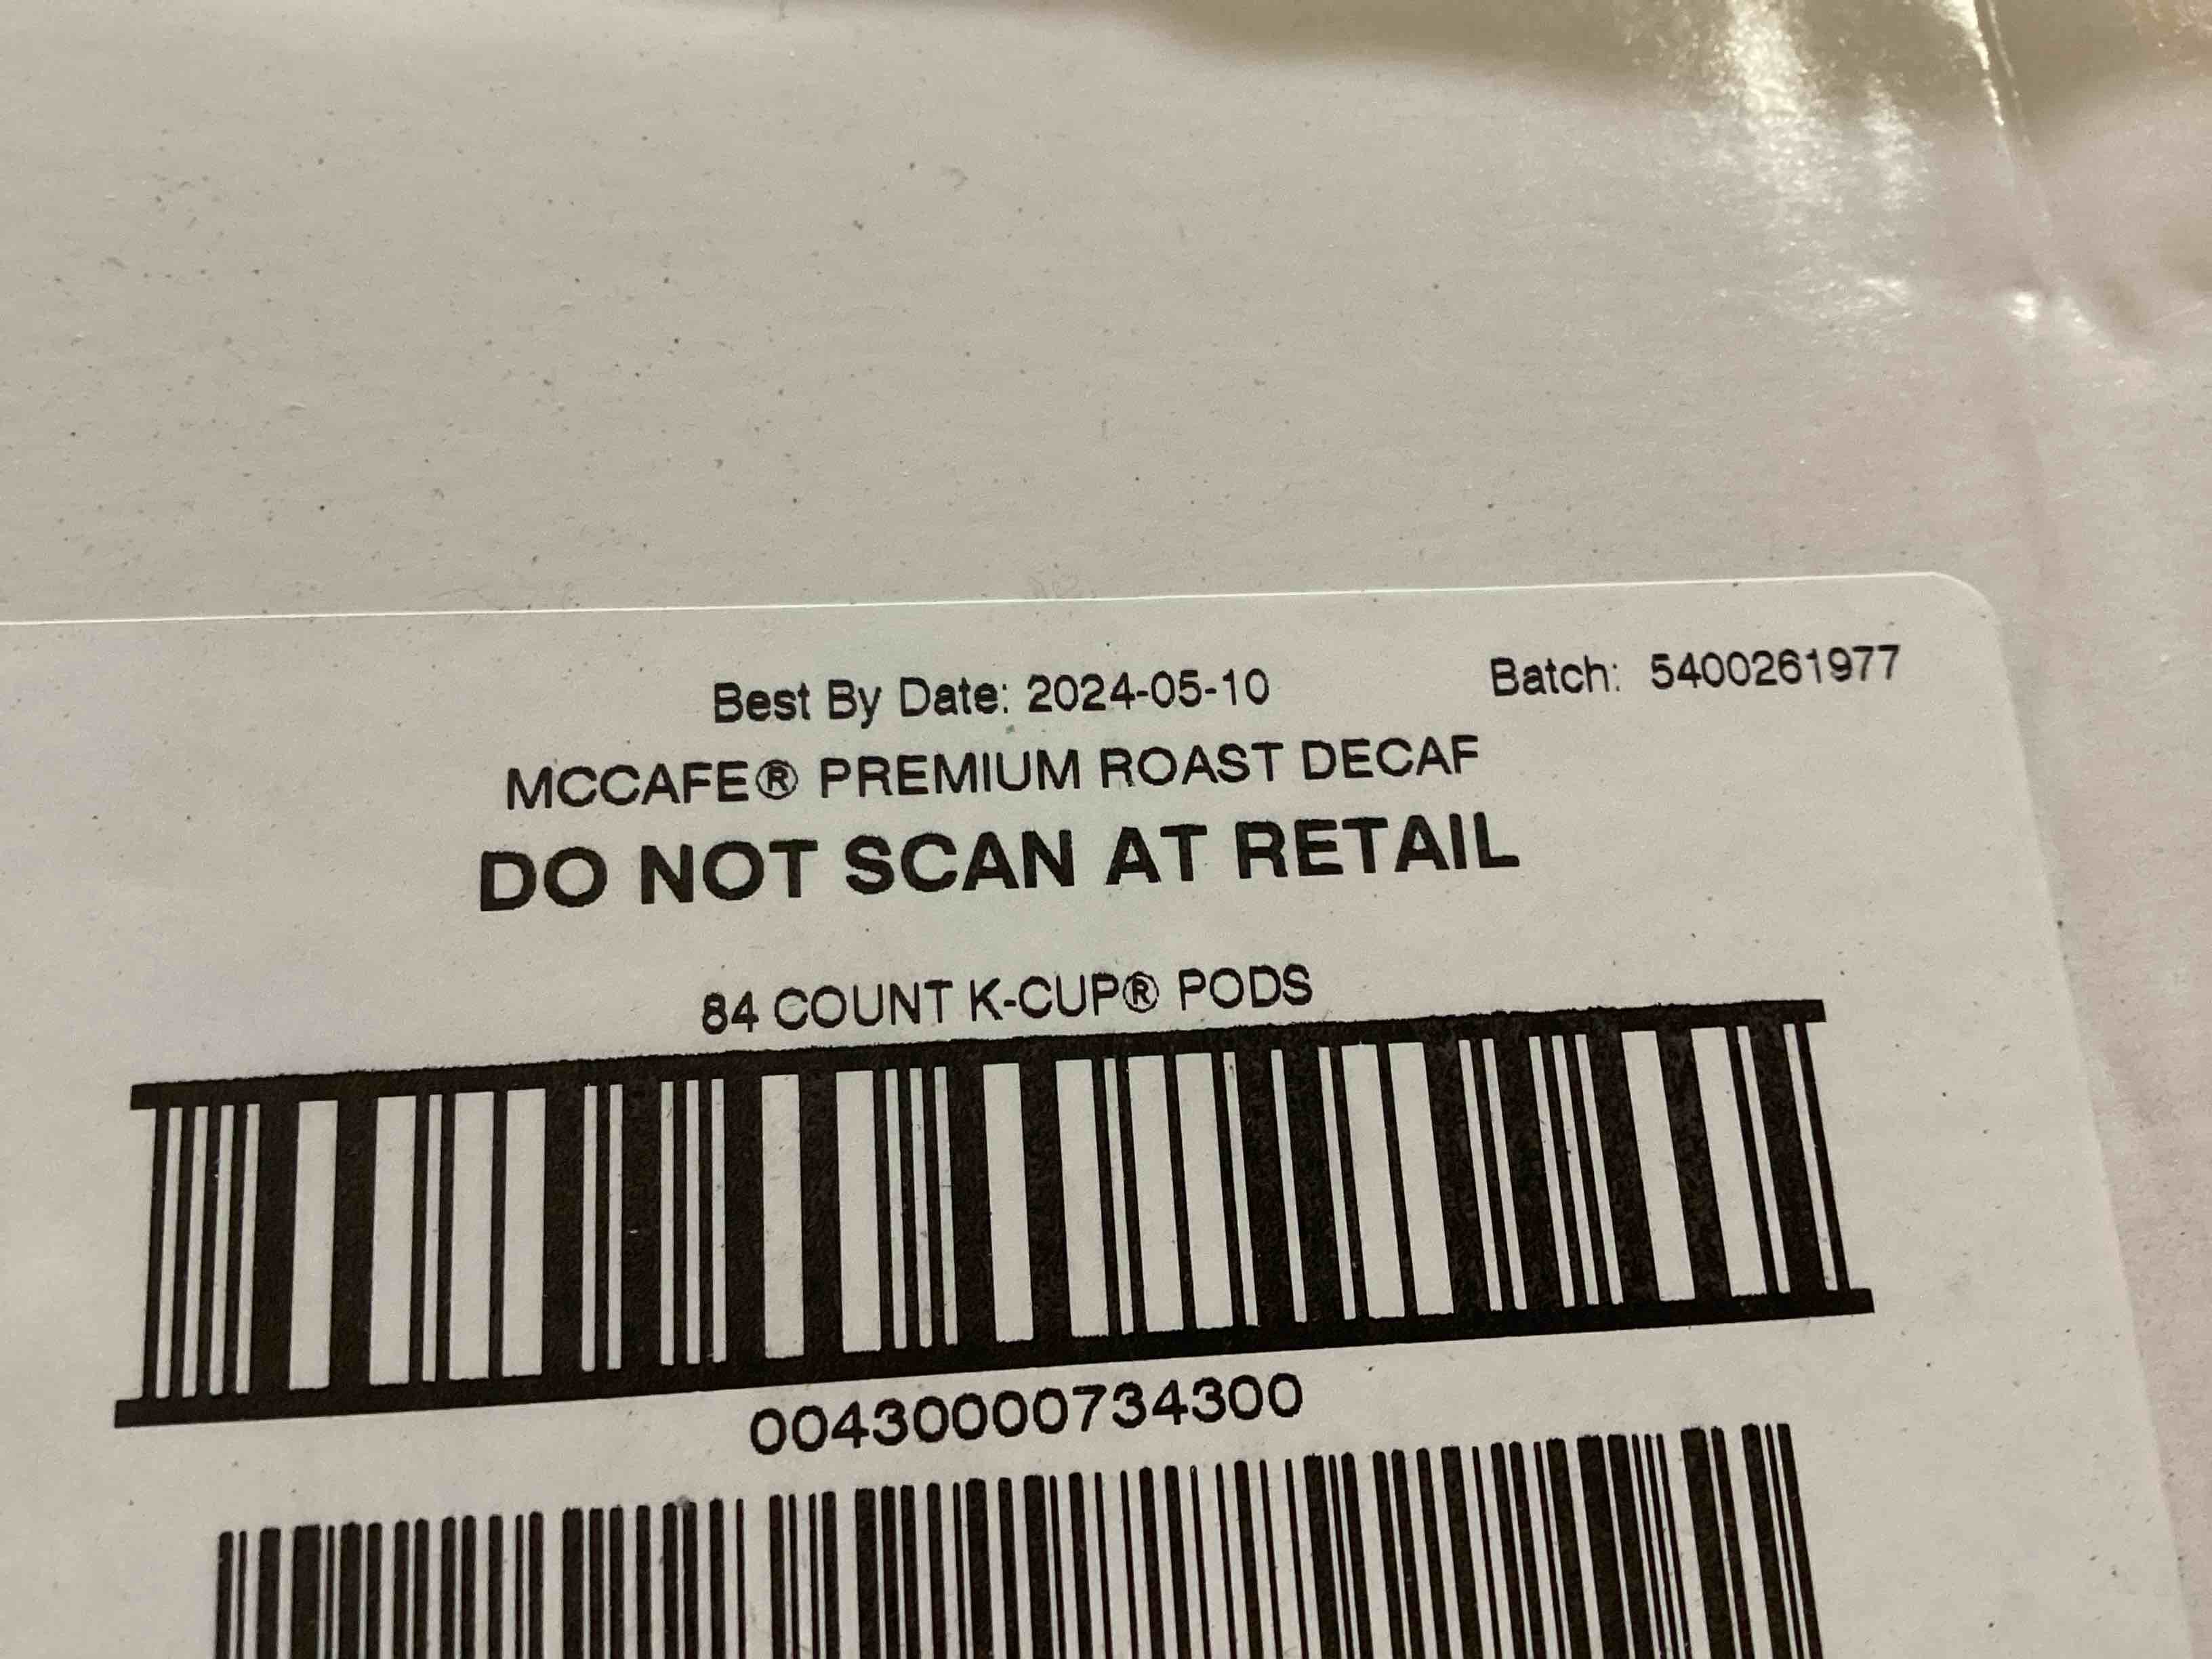 Best By Date: 2024-05-10 Batch: 5400261977
MCCAFE® PREMIUM ROAST DECAF
DO NOT SCAN AT RETAIL
84 COUNT K-CUP® PODS
00430000734300